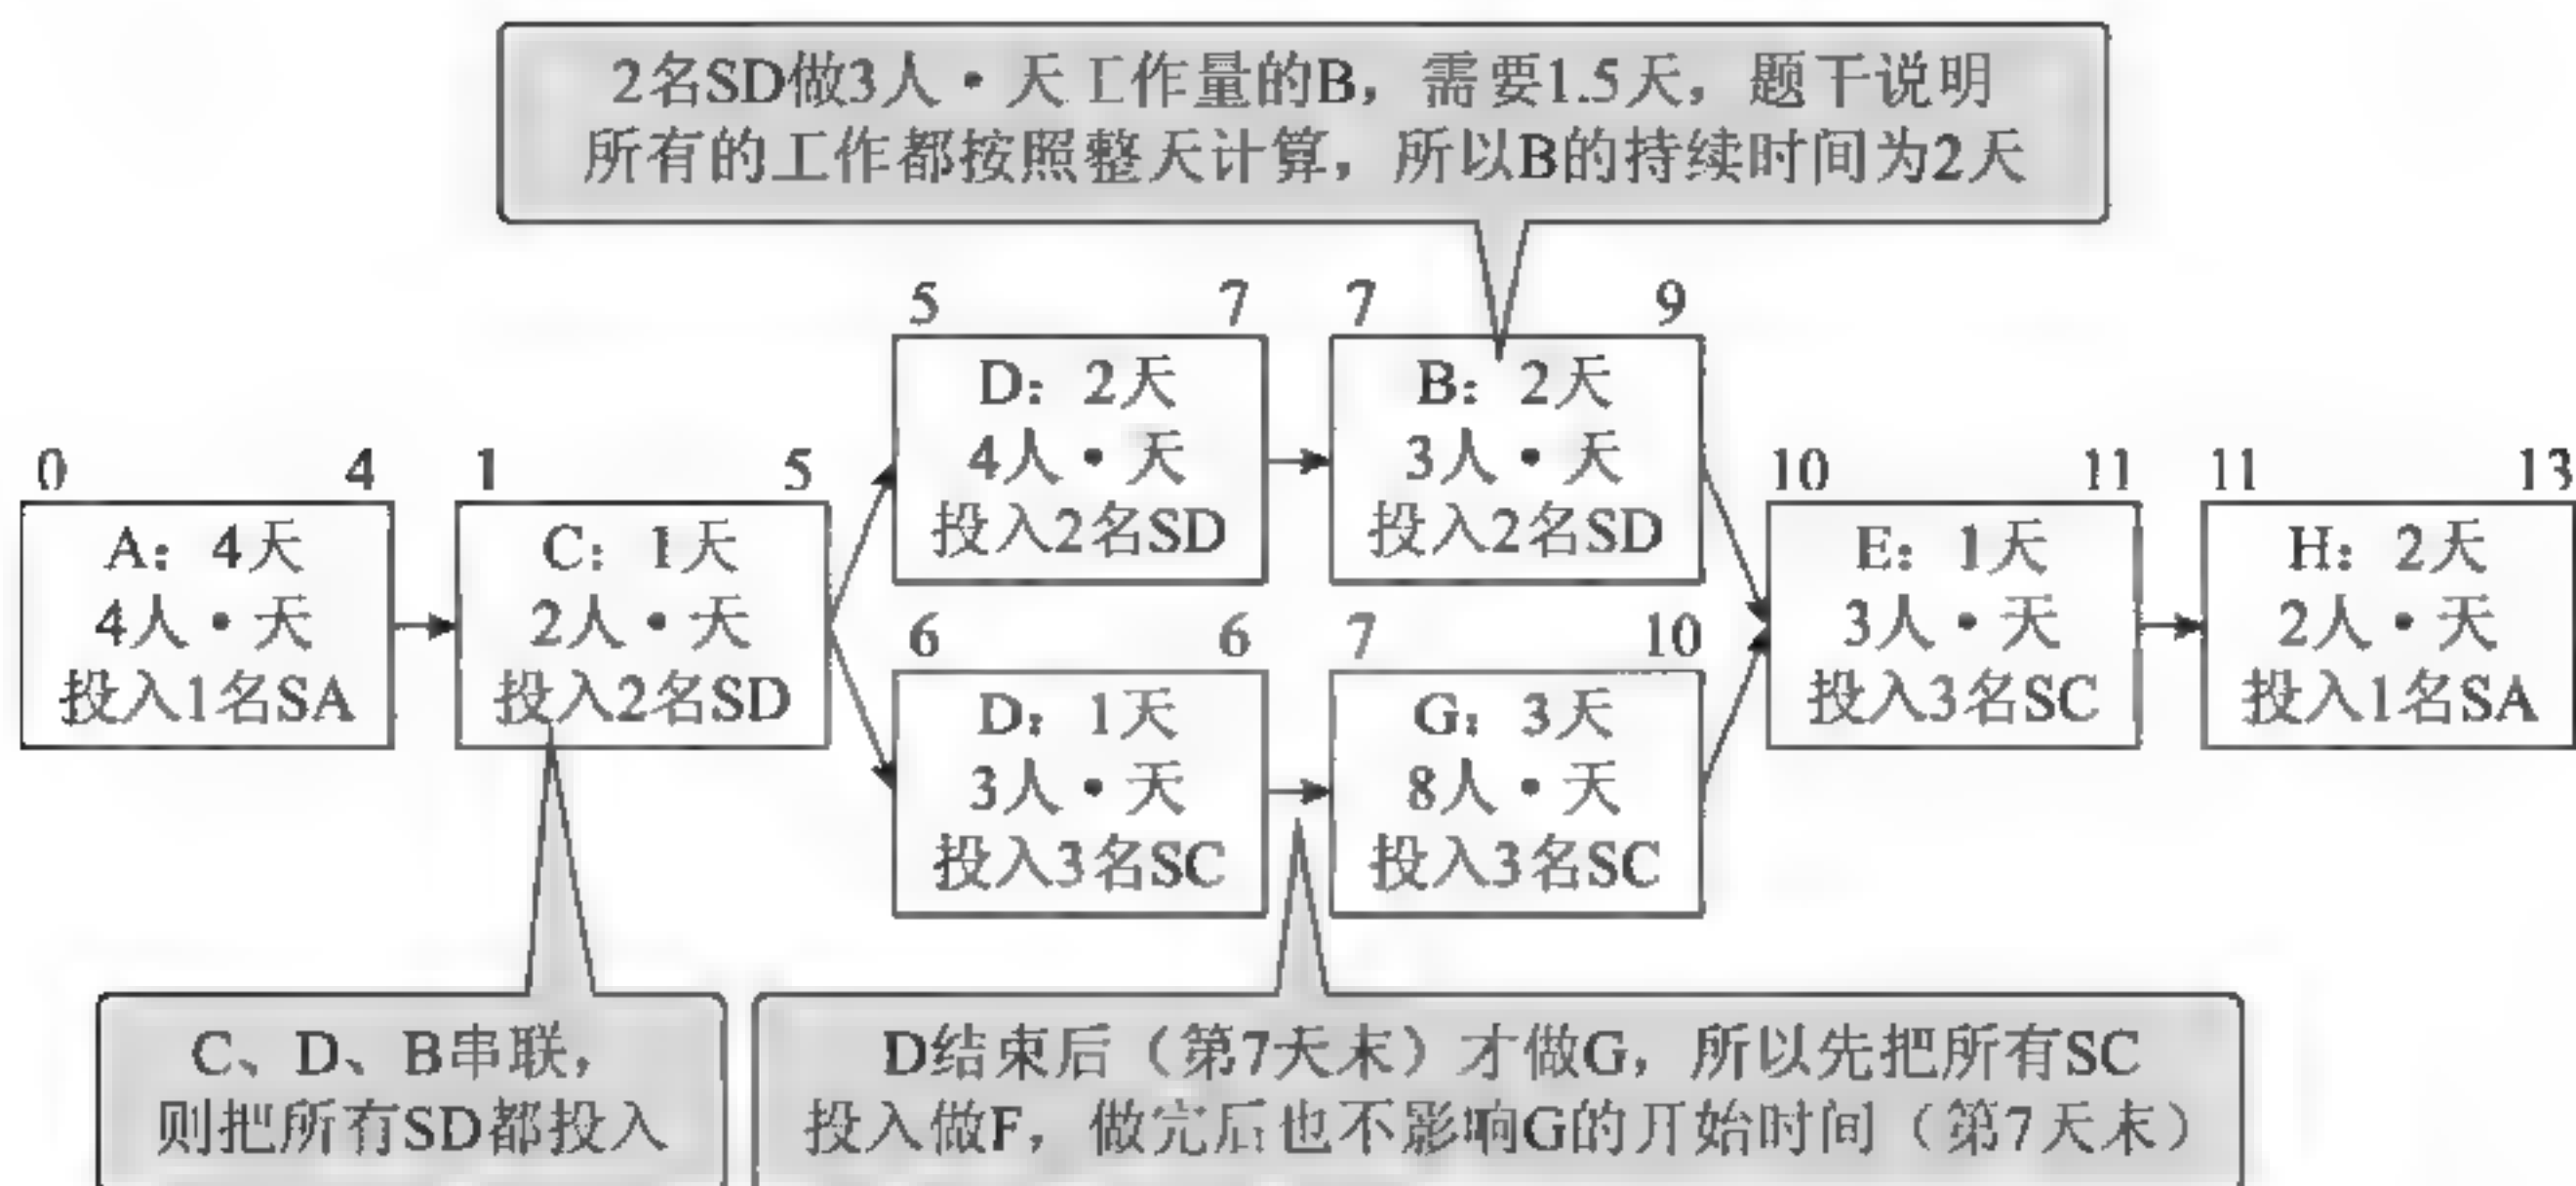 2名SD做3人·天工作量的B，需要1.5天，题干说明
所有的工作都按照整天计算，所以B的持续时间为2天
5 7
D：2天
4人·天
投入2名SD
7 9
B：2天
3人·天
投入2名SD
0 4
A：4天
4人·天
投入1名SA
1 5
C：1天
2人·天
投入2名SD
6 6
D：1天
3人·天
投入3名SC
7 10
G：3天
8人·天
投入3名SC
10 11
E：1天
3人·天
投入3名SC
11 13
H：2天
2人·天
投入1名SA
C、D、B串联，
则把所有SD都投入
D结束后（第7天末）才做G，所以先把所有SC
投入做F，做完后也不影响G的开始时间（第7天末）